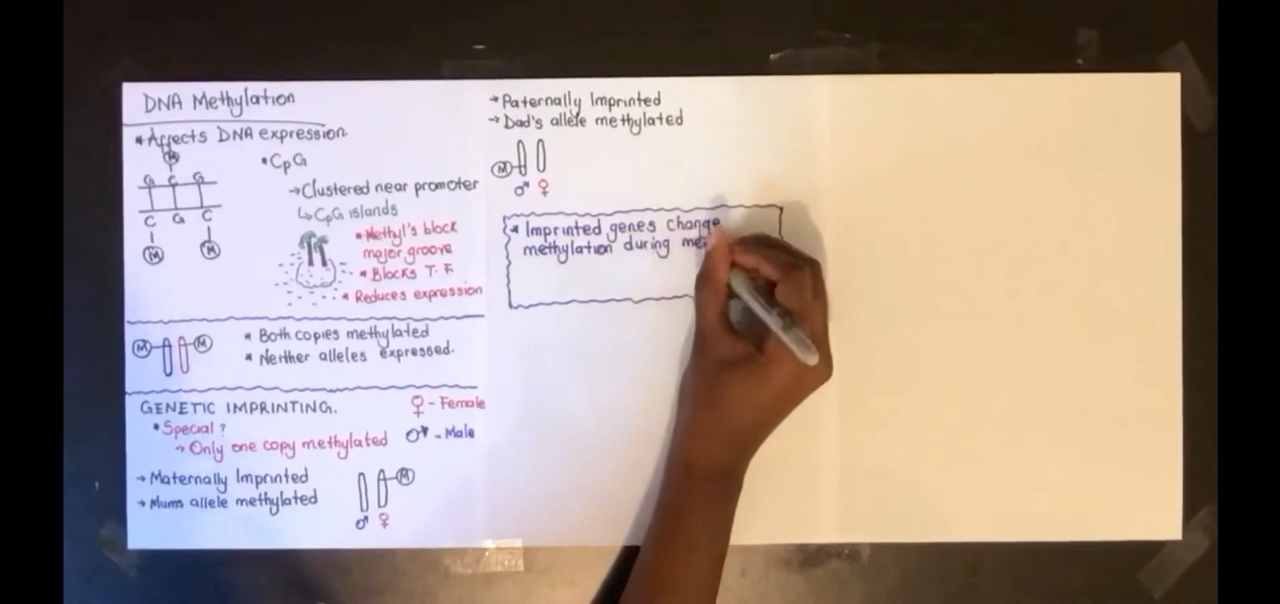 DNA Methylation
* Affects DNA expression
M
G C G
C G C
M M
* CpG
→ Clustered near promoter
↳ CpG islands
* Methyl's block
major groove
* Blocks T.F
* Reduces expression
M M
* Both copies methylated
* Neither alleles expressed.
GENETIC IMPRINTING.
* Special?
→ Only one copy methylated
♀ - Female
♂ - Male
→ Maternally Imprinted
→ Mums allele methylated
M
♂ ♀
→ Paternally Imprinted
→ Dad's allele methylated
M
♂ ♀
* Imprinted genes change
methylation during